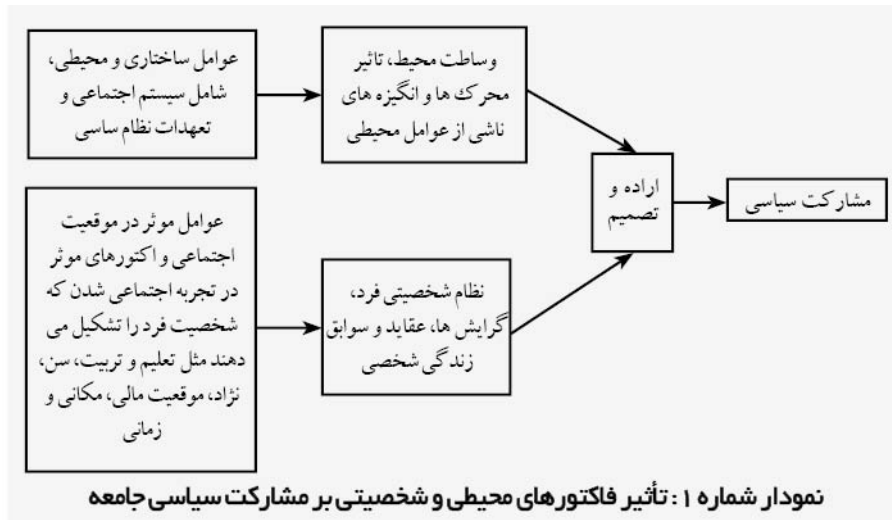 عوامل ساختاری و محیطی،
شامل سیستم اجتماعی و
تعهدات نظام ساسی
وساطت محیط، تاثیر
محرک ها و انگیزه های
ناشی از عوامل محیطی
عوامل موثر در موقعیت
اجتماعی و اکتورهای موثر
در تجربه اجتماعی شدن که
شخصیت فرد را تشکیل می
دهند مثل تعلیم و تربیت، سن،
نژاد، موقعیت مالی، مکانی و
زمانی
نظام شخصیتی فرد،
گرایش ها، عقاید و سوابق
زندگی شخصی
اراده و
تصمیم
مشارکت سیاسی
نمودار شماره ۱: تأثیر فاکتورهای محیطی و شخصیتی بر مشارکت سیاسی جامعه